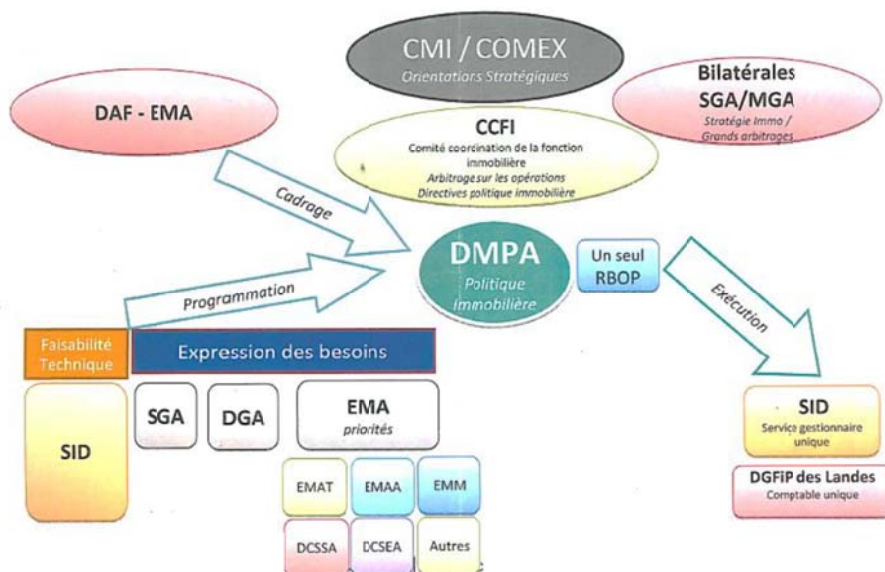 CMI / COMEX
Orientations Stratégiques
DAF - EMA
Bilatérales
SGA/MGA
Stratégie Immo /
Grands arbitrages
CCFI
Comité coordination de la fonction
immobilière
Arbitrage sur les opérations
Directives politique immobilière
Cadrage
DMPA
Politique
immobilière
Un seul
RBOP
Programmation
Exécution
Faisabilité
Technique
Expression des besoins
SID
SGA
DGA
EMA
priorités
EMAT
EMAA
EMM
DCSSA
DCSEA
Autres
SID
Service gestionnaire
unique
DGFiP des Landes
Comptable unique